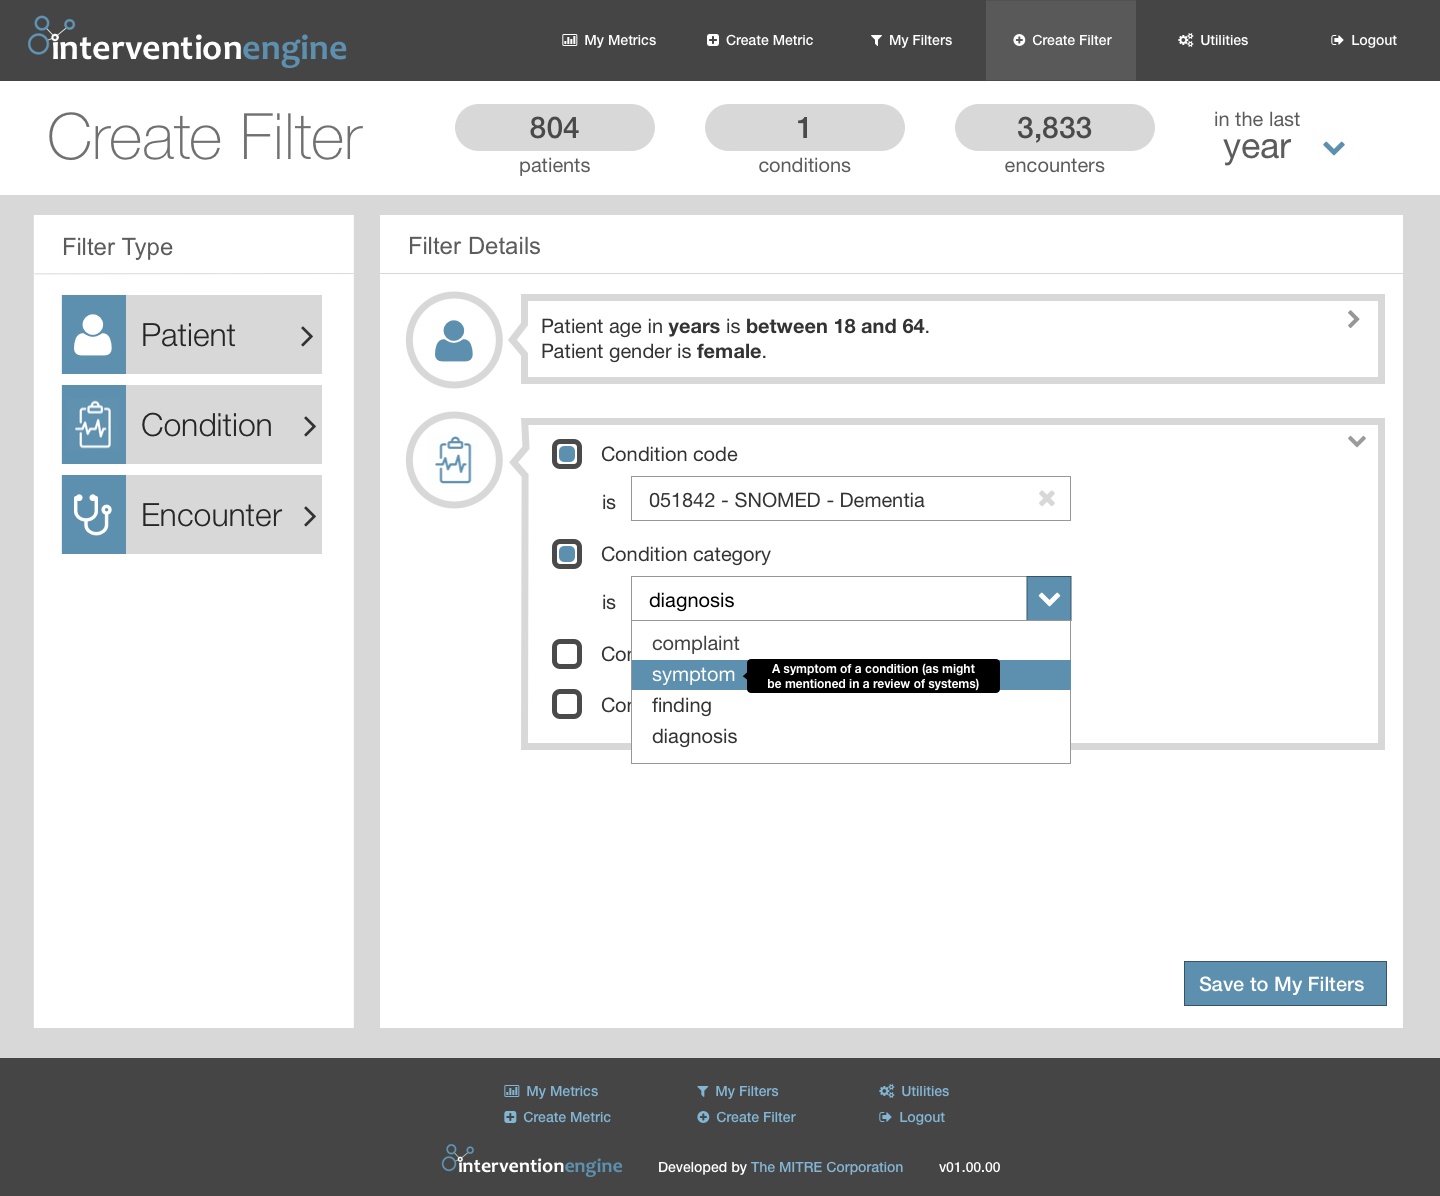 interventionengine
My Metrics
Create Metric
My Filters
Create Filter
Utilities
Logout
Create Filter
804
patients
1
conditions
3,833
encounters
in the last
year
Filter Type
Patient
Condition
Encounter
Filter Details
Patient age in years is between 18 and 64.
Patient gender is female.
Condition code
is 051842 - SNOMED - Dementia
Condition category
is diagnosis
complaint
symptom
A symptom of a condition (as might
be mentioned in a review of systems)
finding
diagnosis
Save to My Filters
My Metrics
My Filters
Utilities
Create Metric
Create Filter
Logout
interventionengine
Developed by The MITRE Corporation
v01.00.00